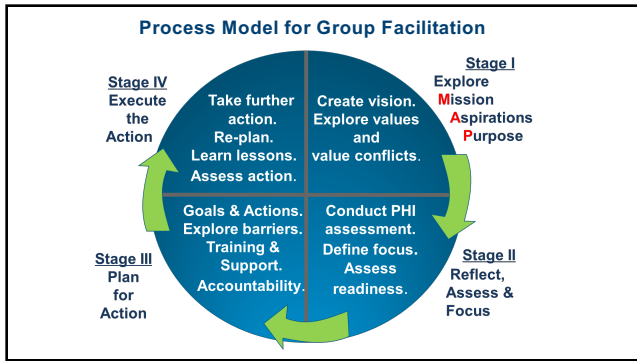 Process Model for Group Facilitation
Stage I
Explore
Mission
Aspirations
Purpose
Create vision.
Explore values
and
value conflicts.
Stage II
Reflect,
Assess &
Focus
Conduct PHI
assessment.
Define focus.
Assess
readiness.
Stage III
Plan
for
Action
Goals & Actions.
Explore barriers.
Training &
Support.
Accountability.
Stage IV
Execute
the
Action
Take further
action.
Re-plan.
Learn lessons.
Assess action.